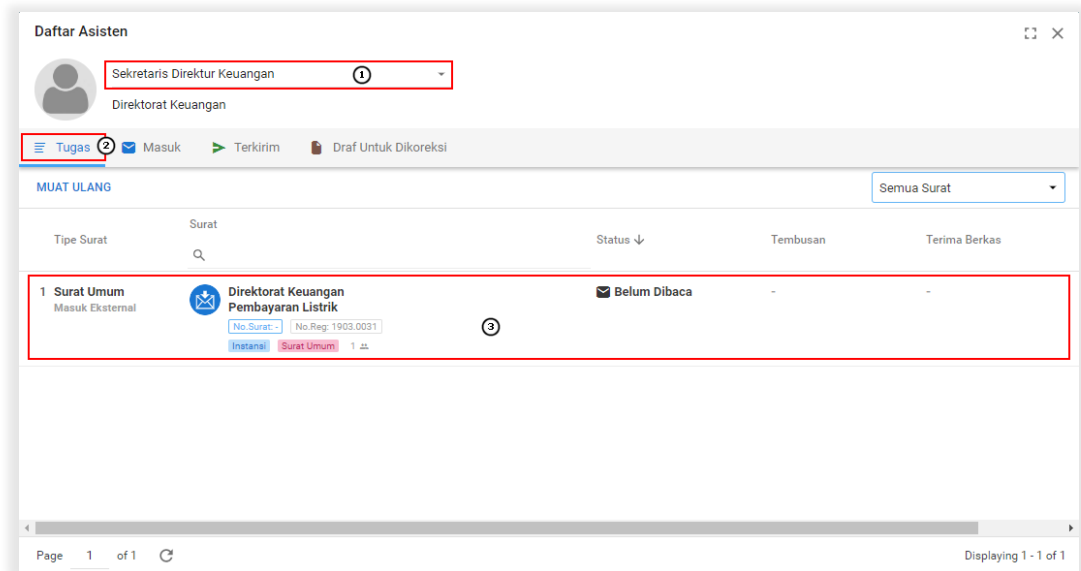 Daftar Asisten
Sekretaris Direktur Keuangan 1
Direktorat Keuangan
Tugas 2 Masuk Terkirim Draf Untuk Dikoreksi
MUAT ULANG Semua Surat
Tipe Surat Surat Status Tembusan Terima Berkas
1 Surat Umum Direktorat Keuangan Belum Dibaca - -
Masuk Eksternal Pembayaran Listrik
No.Surat: - No.Reg: 1903.0031 3
Instansi Surat Umum 1
Page 1 of 1 Displaying 1 - 1 of 1